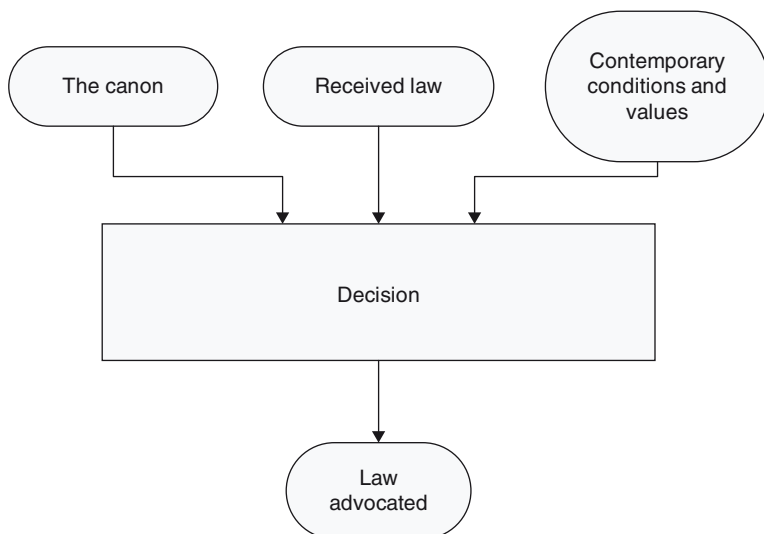 The canon
Received law
Contemporary
conditions and
values
Decision
Law
advocated